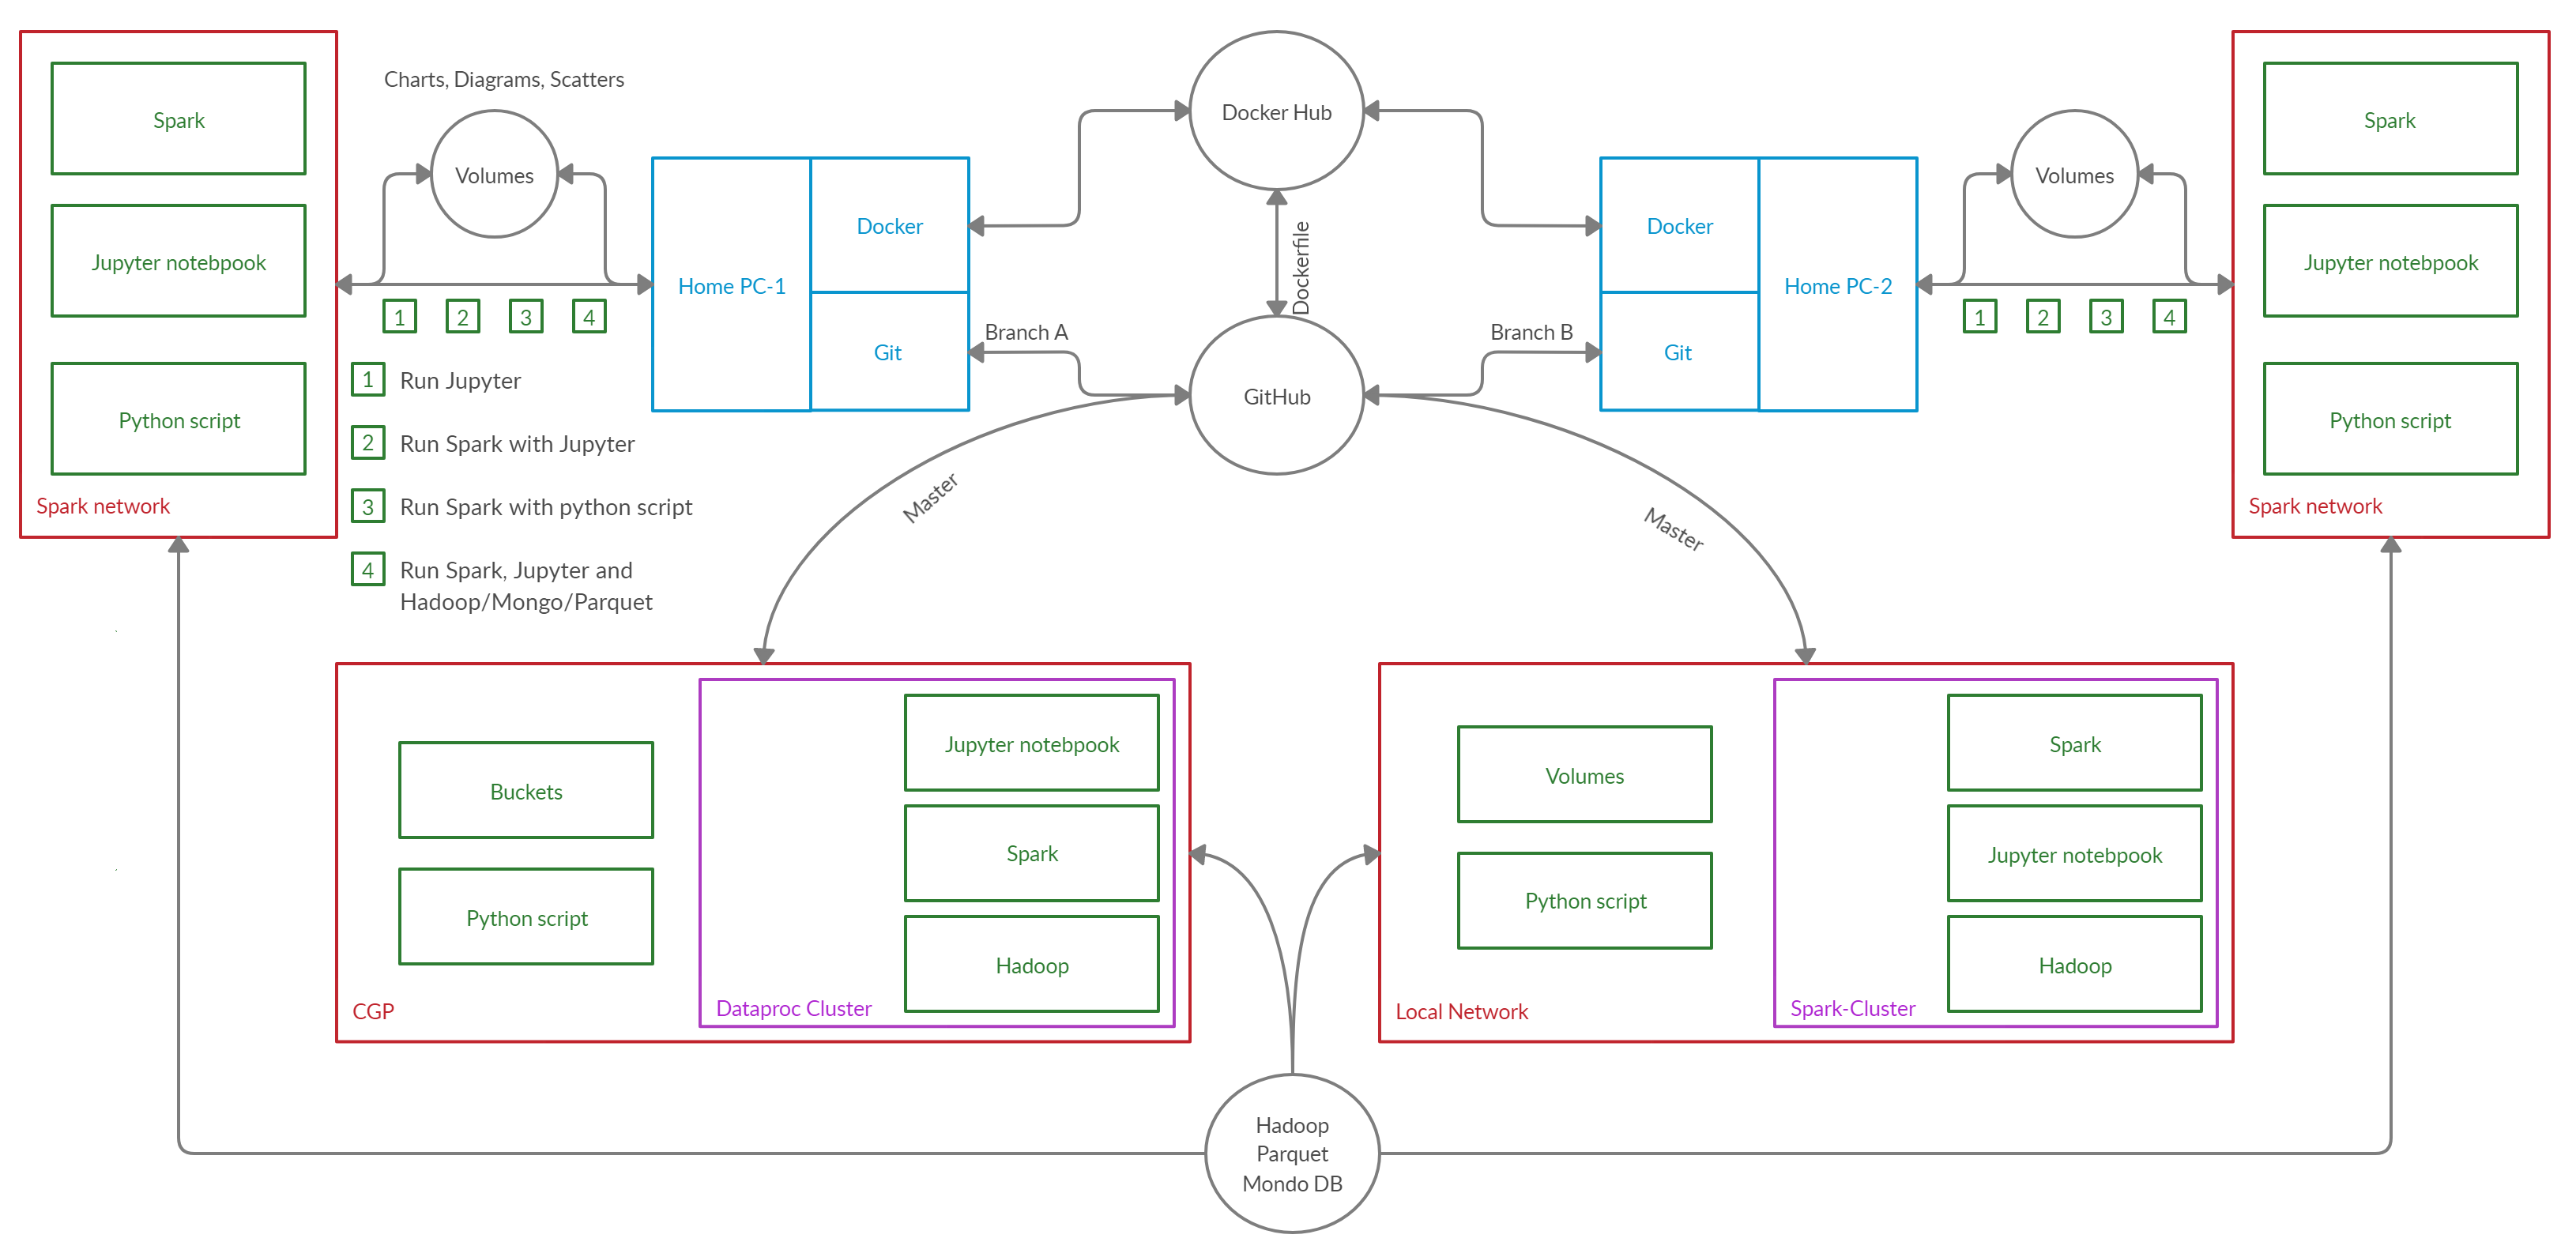 Spark
Jupyter notebpook
Python script
Spark network
Charts, Diagrams, Scatters
Volumes
1
2
3
4
1 Run Jupyter
2 Run Spark with Jupyter
3 Run Spark with python script
4 Run Spark, Jupyter and
Hadoop/Mongo/Parquet
Home PC-1
Docker
Git
Docker Hub
Dockerfile
GitHub
Branch A
Branch B
Master
Master
Docker
Git
Home PC-2
Volumes
1
2
3
4
Spark
Jupyter notebpook
Python script
Spark network
Buckets
Python script
CGP
Jupyter notebpook
Spark
Hadoop
Dataproc Cluster
Volumes
Python script
Local Network
Spark
Jupyter notebpook
Hadoop
Spark-Cluster
Hadoop
Parquet
Mondo DB